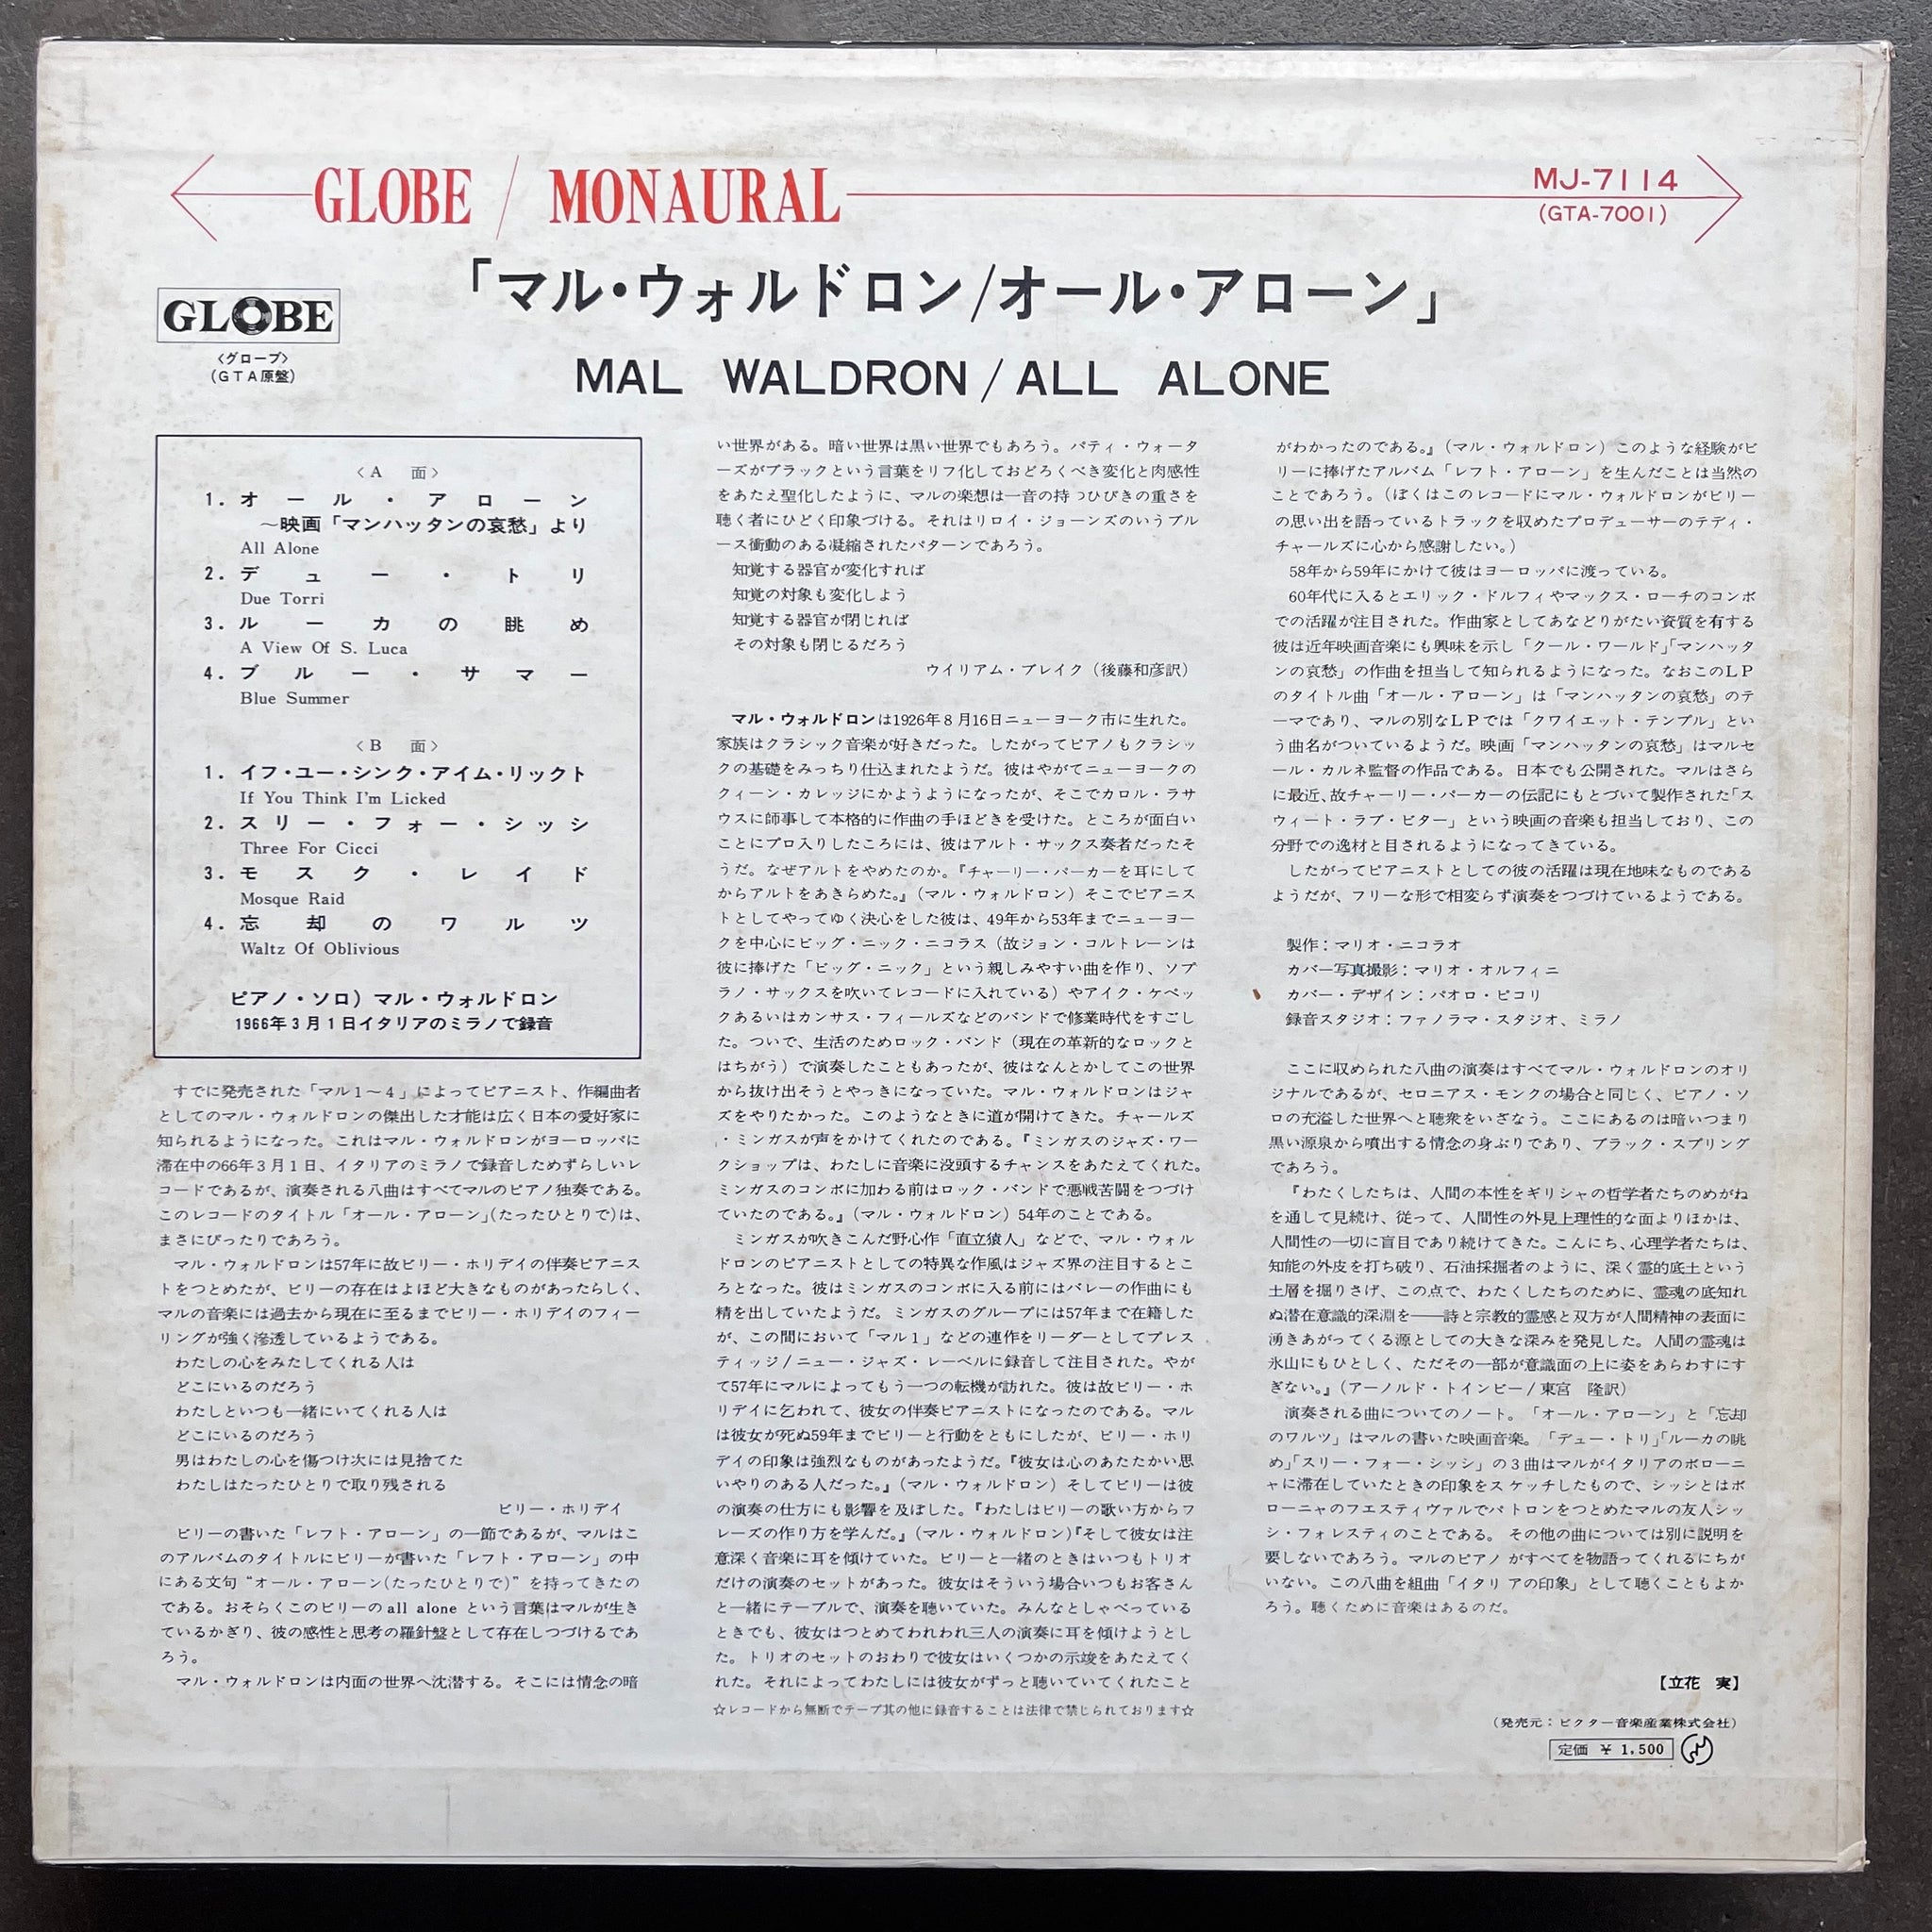 GLOBE / MONAURAL
MJ-7114
(GTA-7001)
「マル・ウォルドロン/オール・アローン」
GLOBE
〈グローブ〉
(GTA原盤)
MAL WALDRON / ALL ALONE
〈A 面〉
1. オール・アローン
～映画「マンハッタンの哀愁」より
All Alone
2. デュー・トリ
Due Torri
3. ルーカの眺め
A View Of S. Luca
4. ブルー・サマー
Blue Summer
〈B 面〉
1. イフ・ユー・シンク・アイム・リックト
If You Think I'm Licked
2. スリー・フォー・シッシ
Three For Cicci
3. モスク・レイド
Mosque Raid
4. 忘却のワルツ
Waltz Of Oblivious
ピアノ・ソロ) マル・ウォルドロン
1966年3月1日イタリアのミラノで録音
すでに発売された「マル1～4」によってピアニスト、作編曲者
としてのマル・ウォルドロンの傑出した才能は広く日本の愛好家に
知られるようになった。これはマル・ウォルドロンがヨーロッパに
滞在中の66年3月1日、イタリアのミラノで録音しためずらしいレ
コードであるが、演奏される八曲はすべてマルのピアノ独奏である。
このレコードのタイトル「オール・アローン」(たったひとりで)は、
まさにぴったりであろう。
マル・ウォルドロンは57年に故ビリー・ホリデイの伴奏ピアニス
トをつとめたが、ビリーの存在はよほど大きなものがあったらしく、
マルの音楽には過去から現在に至るまでビリー・ホリデイのフィー
リングが強く滲透しているようである。
わたしの心をみたしてくれる人は
どこにいるのだろう
わたしといつも一緒にいてくれる人は
どこにいるのだろう
男はわたしの心を傷つけ次には見捨てた
わたしはたったひとりで取り残される
ビリー・ホリデイ
ビリーの書いた「レフト・アローン」の一節であるが、マルはこ
のアルバムのタイトルにビリーが書いた「レフト・アローン」の中
にある文句“オール・アローン(たったひとりで)”を持ってきたの
である。おそらくこのビリーのall alone という言葉はマルが生き
ているかぎり、彼の感性と思考の羅針盤として存在しつづけるであ
ろう。
マル・ウォルドロンは内面の世界へ沈潜する。そこには情念の暗
い世界がある。暗い世界は黒い世界でもあろう。パティ・ウォータ
ーズがブラックという言葉をリフ化しておどろくべき変化と肉感性
をあたえ聖化したように、マルの楽想は一音の持つひびきの重さを
聴く者にひどく印象づける。それはリロイ・ジョーンズのいうブル
ース衝動のある凝縮されたパターンであろう。
知覚する器官が変化すれば
知覚の対象も変化しよう
知覚する器官が閉じれば
その対象も閉じるだろう
ウイリアム・ブレイク (後藤和彦訳)
マル・ウォルドロンは1926年8月16日ニューヨーク市に生れた。
家族はクラシック音楽が好きだった。したがってピアノもクラシッ
クの基礎をみっちり仕込まれたようだ。彼はやがてニューヨークの
クィーン・カレッジにかようようになったが、そこでカロル・ラサ
ウスに師事して本格的に作曲の手ほどきを受けた。ところが面白い
ことにプロ入りしたころには、彼はアルト・サックス奏者だったそ
うだ。なぜアルトをやめたのか。『チャーリー・パーカーを耳にして
からアルトをあきらめた。』(マル・ウォルドロン) そこでピアニス
トとしてやってゆく決心をした彼は、49年から53年までニューヨー
クを中心にビッグ・ニック・ニコラス (故ジョン・コルトレーンは
彼に捧げた「ビッグ・ニック」という親しみやすい曲を作り、ソプ
ラノ・サックスを吹いてレコードに入れている) やアイク・ケベッ
クあるいはカンサス・フィールズなどのバンドで修業時代をすごし
た。ついで、生活のためロック・バンド (現在の革新的なロックと
はちがう) で演奏したこともあったが、彼はなんとかしてこの世界
から抜け出そうとやっきになっていた。マル・ウォルドロンはジャ
ズをやりたかった。このようなときに道が開けてきた。チャールズ
・ミンガスが声をかけてくれたのである。『ミンガスのジャズ・ワー
クショップは、わたしに音楽に没頭するチャンスをあたえてくれた。
ミンガスのコンボに加わる前はロック・バンドで悪戦苦闘をつづけ
ていたのである。』(マル・ウォルドロン) 54年のことである。
ミンガスが吹きこんだ野心作「直立猿人」などで、マル・ウォル
ドロンのピアニストとしての特異な作風はジャズ界の注目するとこ
ろとなった。彼はミンガスのコンボに入る前にはバレーの作曲にも
精を出していたようだ。ミンガスのグループには57年まで在籍した
が、この間において「マル1」などの連作をリーダーとしてプレス
ティッジ/ニュー・ジャズ・レーベルに録音して注目された。やが
て57年にマルによってもう一つの転機が訪れた。彼は故ビリー・ホ
リデイに乞われて、彼女の伴奏ピアニストになったのである。マル
は彼女が死ぬ59年までビリーと行動をともにしたが、ビリー・ホリ
デイの印象は強烈なものがあったようだ。『彼女は心のあたたかい思
いやりのある人だった。』(マル・ウォルドロン) そしてビリーは彼
の演奏の仕方にも影響を及ぼした。『わたしはビリーの歌い方からフ
レーズの作り方を学んだ。』(マル・ウォルドロン)『そして彼女は注
意深く音楽に耳を傾けていた。ビリーと一緒のときはいつもトリオ
だけの演奏のセットがあった。彼女はそういう場合いつもお客さん
と一緒にテーブルで、演奏を聴いていた。みんなとしゃべっている
ときでも、彼女はつとめてわれわれ三人の演奏に耳を傾けようとし
た。トリオのセットのおわりで彼女はいくつかの示竣をあたえてく
れた。それによってわたしには彼女がずっと聴いていてくれたこと
☆レコードから無断でテープ其の他に録音することは法律で禁じられております☆
がわかったのである。』(マル・ウォルドロン) このような経験がビ
リーに捧げたアルバム「レフト・アローン」を生んだことは当然の
ことであろう。(ぼくはこのレコードにマル・ウォルドロンがビリー
の思い出を語っているトラックを収めたプロデューサーのテディ・
チャールズに心から感謝したい。)
58年から59年にかけて彼はヨーロッパに渡っている。
60年代に入るとエリック・ドルフィやマックス・ローチのコンボ
での活躍が注目された。作曲家としてあなどりがたい資質を有する
彼は近年映画音楽にも興味を示し「クール・ワールド」「マンハッタ
ンの哀愁」の作曲を担当して知られるようになった。なおこのLP
のタイトル曲「オール・アローン」は「マンハッタンの哀愁」のテ
ーマであり、マルの別なLPでは「クワイエット・テンプル」とい
う曲名がついているようだ。映画「マンハッタンの哀愁」はマルセ
ール・カルネ監督の作品である。日本でも公開された。マルはさら
に最近、故チャーリー・パーカーの伝記にもとづいて製作された「ス
ウィート・ラブ・ビター」という映画の音楽も担当しており、この
分野での逸材と目されるようになってきている。
したがってピアニストとしての彼の活躍は現在地味なものである
ようだが、フリーな形で相変らず演奏をつづけているようである。
製作：マリオ・ニコラオ
カバー写真撮影：マリオ・オルフィニ
カバー・デザイン：パオロ・ピコリ
録音スタジオ：ファノラマ・スタジオ、ミラノ
ここに収められた八曲の演奏はすべてマル・ウォルドロンのオリ
ジナルであるが、セロニアス・モンクの場合と同じく、ピアノ・ソ
ロの充溢した世界へと聴衆をいざなう。ここにあるのは暗いつまり
黒い源泉から噴出する情念の身ぶりであり、ブラック・スプリング
であろう。
『わたくしたちは、人間の本性をギリシャの哲学者たちのめがね
を通して見続け、従って、人間性の外見上理性的な面よりほかは、
人間性の一切に盲目であり続けてきた。こんにち、心理学者たちは、
知能の外皮を打ち破り、石油採掘者のように、深く霊的底土という
土層を掘りさげ、この点で、わたくしたちのために、霊魂の底知れ
ぬ潜在意識的深淵を――詩と宗教的霊感と双方が人間精神の表面に
湧きあがってくる源としての大きな深みを発見した。人間の霊魂は
氷山にもひとしく、ただその一部が意識面の上に姿をあらわすにす
ぎない。』(アーノルド・トインビー/東宮 隆訳)
演奏される曲についてのノート。「オール・アローン」と「忘却
のワルツ」はマルの書いた映画音楽。「デュー・トリ」「ルーカの眺
め」「スリー・フォー・シッシ」の3曲はマルがイタリアのボローニ
ャに滞在していたときの印象をスケッチしたもので、シッシとはボ
ローニャのフエスティヴァルでパトロンをつとめたマルの友人シッ
シ・フォレスティのことである。その他の曲については別に説明を
要しないであろう。マルのピアノがすべてを物語ってくれるにちが
いない。この八曲を組曲「イタリアの印象」として聴くこともよか
ろう。聴くために音楽はあるのだ。
【立花 実】
(発売元：ビクター音楽産業株式会社)
定価 ￥1,500